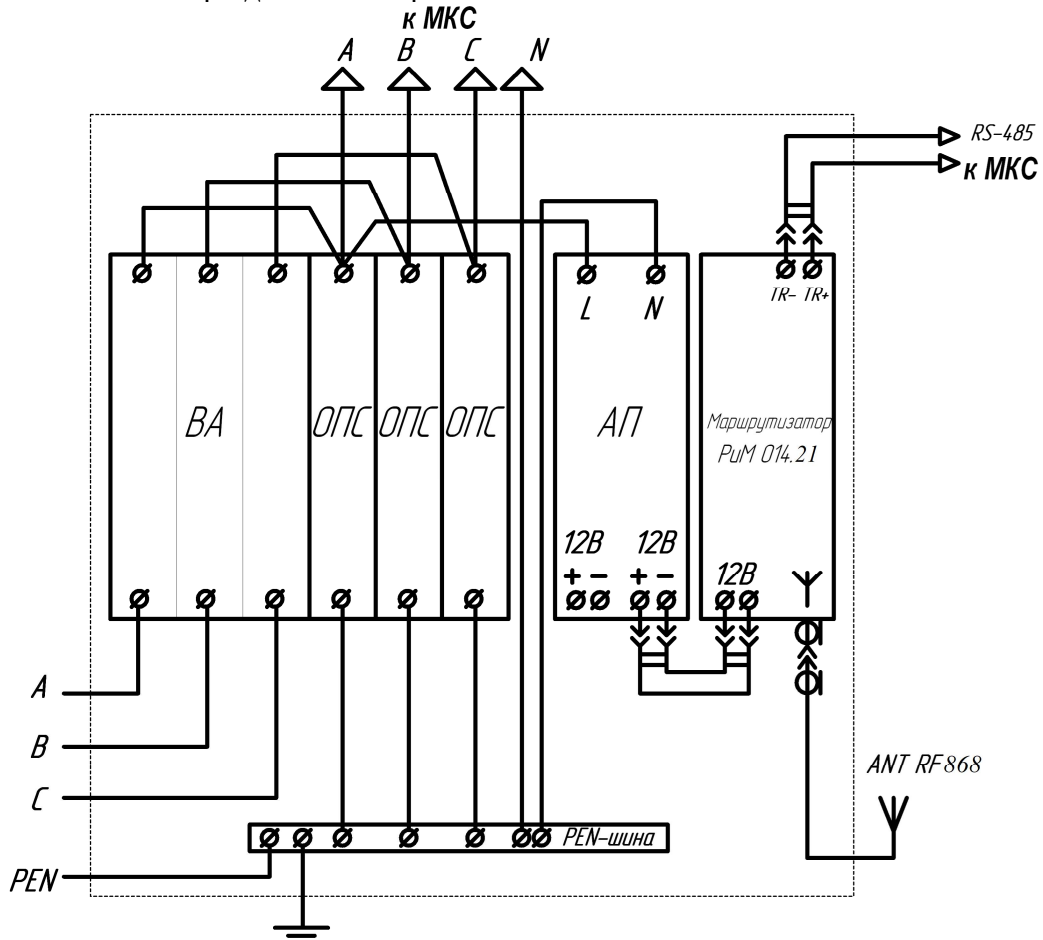 к МКС
A B C N
RS-485
к МКС
TR- TR+
L N
ВА ОПС ОПС ОПС АП
Маршрутизатор
РиМ 014.21
12В 12В
+ - + -
12В
A
B
C
ANT RF868
PEN-шина
PEN